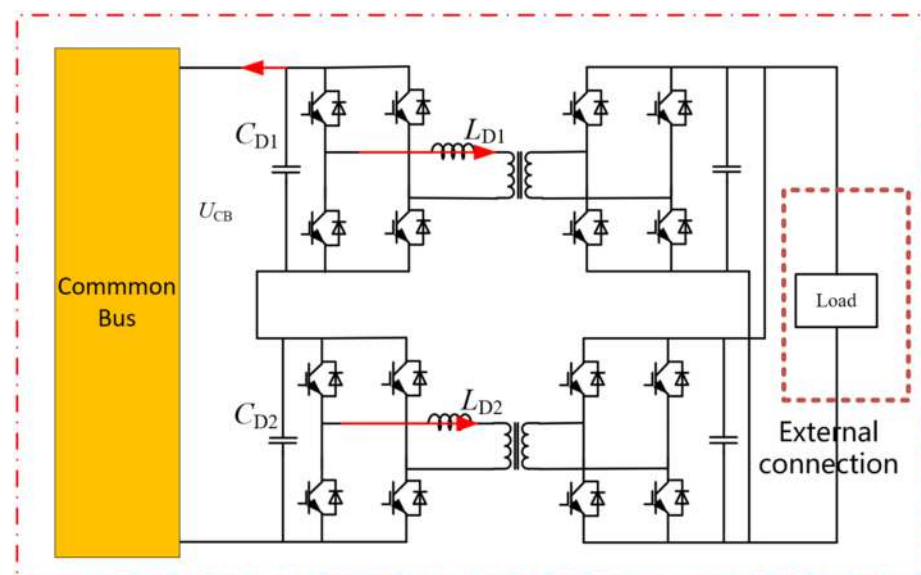 C_D1
L_D1
U_CB
Commmon
Bus
Load
C_D2
L_D2
External
connection